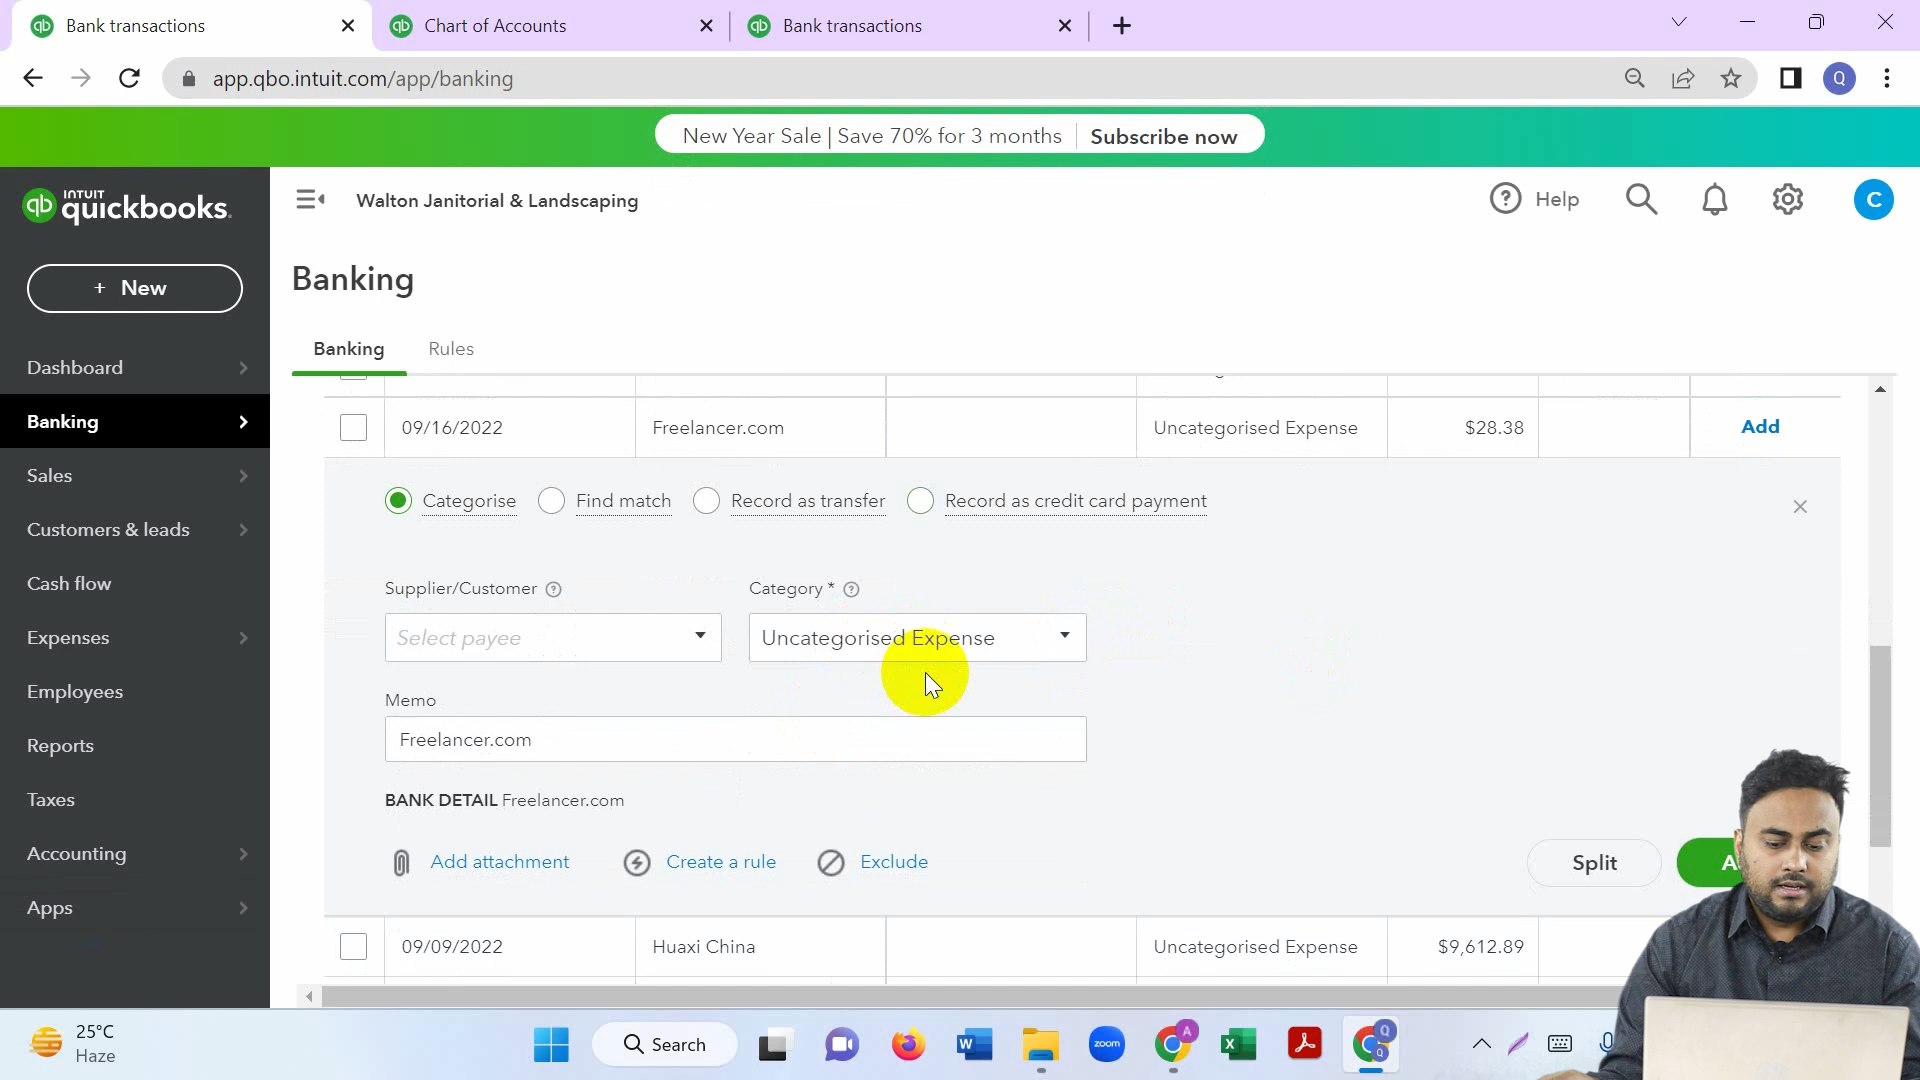 Bank transactions
Chart of Accounts
Bank transactions
app.qbo.intuit.com/app/banking
Q
New Year Sale | Save 70% for 3 months
Subscribe now
qb INTUIT quickbooks.
Walton Janitorial & Landscaping
Help
C
+ New
Banking
Banking
Rules
Dashboard
Banking
Sales
Customers & leads
Cash flow
Expenses
Employees
Reports
Taxes
Accounting
Apps
09/16/2022 Freelancer.com Uncategorised Expense $28.38 Add
Categorise Find match Record as transfer Record as credit card payment
Supplier/Customer Category *
Select payee Uncategorised Expense
Memo
Freelancer.com
BANK DETAIL Freelancer.com
Add attachment Create a rule Exclude Split
09/09/2022 Huaxi China Uncategorised Expense $9,612.89
25°C
Haze
Search
W
zoom
A
X
Q
Q